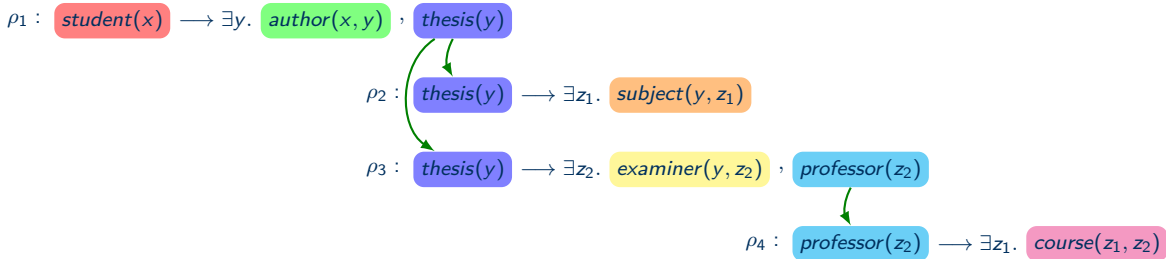 ρ₁ : student(x) ⟶ ∃y. author(x, y) , thesis(y)
ρ₂ : thesis(y) ⟶ ∃z₁. subject(y, z₁)
ρ₃ : thesis(y) ⟶ ∃z₂. examiner(y, z₂) , professor(z₂)
ρ₄ : professor(z₂) ⟶ ∃z₁. course(z₁, z₂)